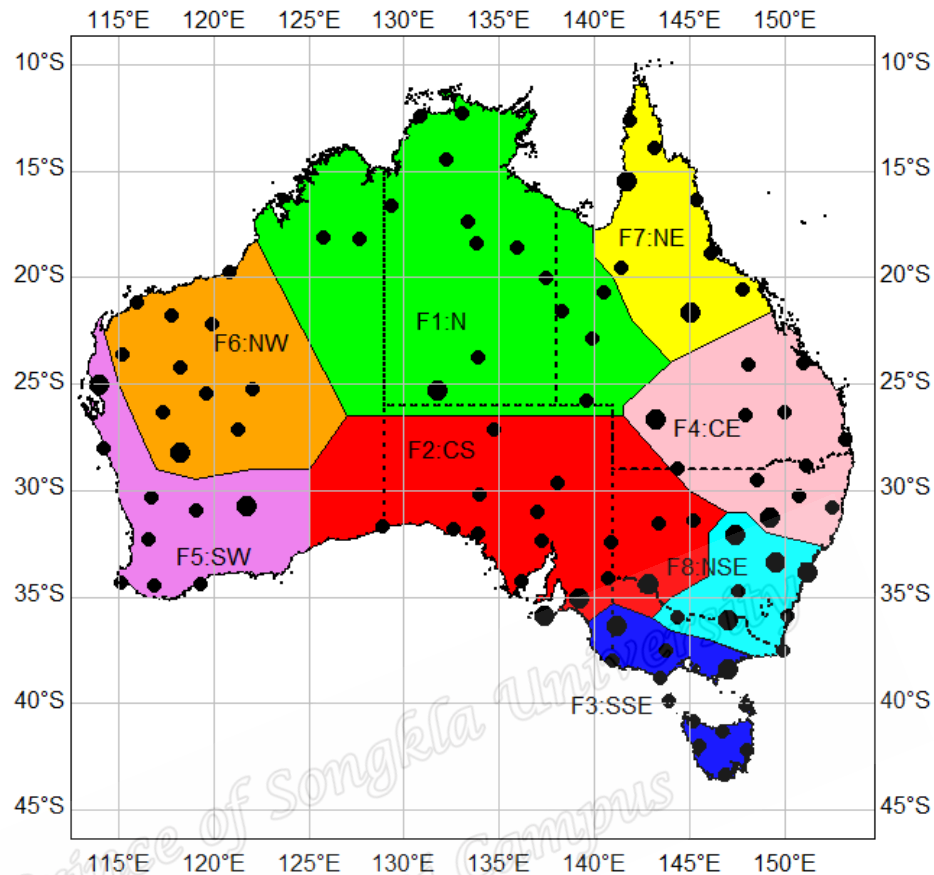 115°E 120°E 125°E 130°E 135°E 140°E 145°E 150°E
10°S 10°S
15°S 15°S
F7:NE
20°S 20°S
F1:N
F6:NW
25°S 25°S
F4:CE
F2:CS
30°S 30°S
F5:SW
F8:NSE
35°S 35°S
40°S 40°S
F3:SSE
45°S 45°S
115°E 120°E 125°E 130°E 135°E 140°E 145°E 150°E
Prince of Songkla University
Campus